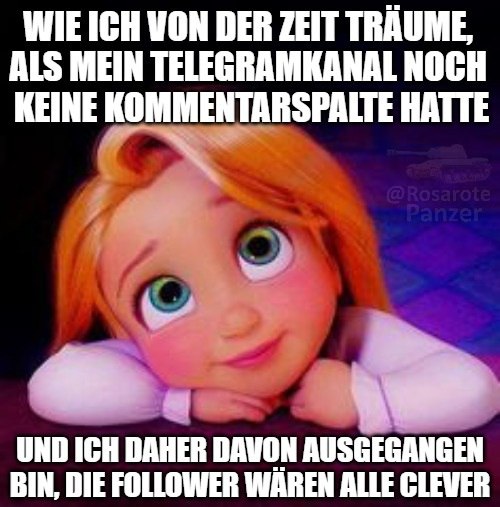 WIE ICH VON DER ZEIT TRÄUME,
ALS MEIN TELEGRAMKANAL NOCH
KEINE KOMMENTARSPALTE HATTE
@Rosarote
Panzer
UND ICH DAHER DAVON AUSGEGANGEN
BIN, DIE FOLLOWER WÄREN ALLE CLEVER